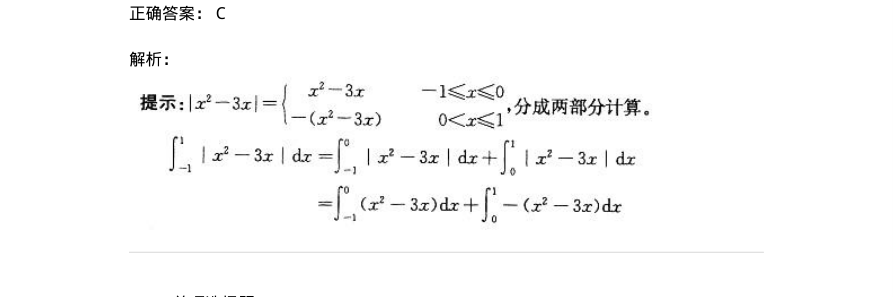 正确答案： C
解析：
提示:|x²－3x|＝{ x²－3x －1≤x≤0
－(x²－3x) 0<x≤1 ,分成两部分计算。
∫₋₁¹ | x² － 3x | dx ＝∫₋₁⁰ | x² － 3x | dx＋∫₀¹ | x² － 3x | dx
＝∫₋₁⁰ (x² － 3x)dx＋∫₀¹ － (x² － 3x)dx